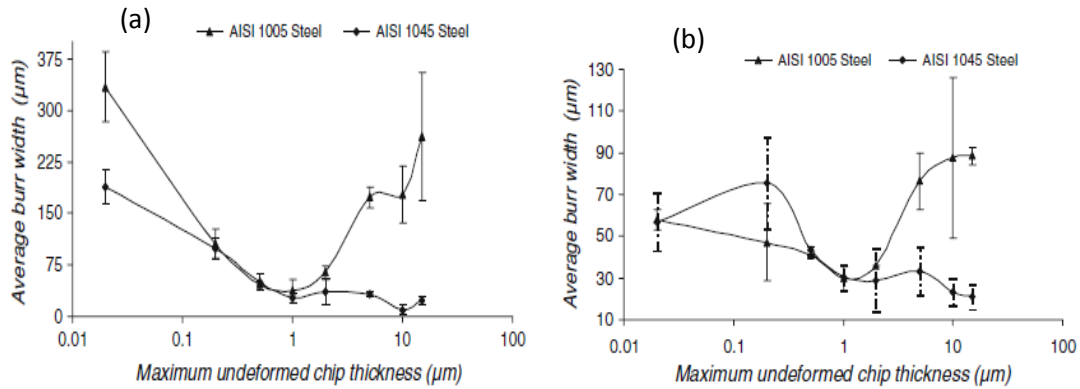 (a)
AISI 1005 Steel AISI 1045 Steel
Average burr width (μm)
375
300
225
150
75
0
0.01 0.1 1 10 100
Maximum undeformed chip thickness (μm)
(b)
AISI 1005 Steel AISI 1045 Steel
Average burr width (μm)
130
110
90
70
50
30
10
0.01 0.1 1 10 100
Maximum undeformed chip thickness (μm)